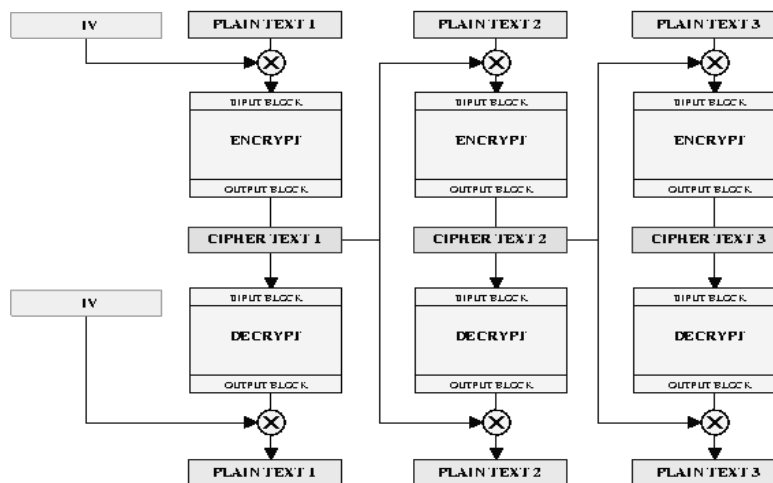 IV PLAIN TEXT 1 PLAIN TEXT 2 PLAIN TEXT 3
INPUT BLOCK INPUT BLOCK INPUT BLOCK
ENCRYPT ENCRYPT ENCRYPT
OUTPUT BLOCK OUTPUT BLOCK OUTPUT BLOCK
CIPHER TEXT 1 CIPHER TEXT 2 CIPHER TEXT 3
IV INPUT BLOCK INPUT BLOCK INPUT BLOCK
DECRYPT DECRYPT DECRYPT
OUTPUT BLOCK OUTPUT BLOCK OUTPUT BLOCK
PLAIN TEXT 1 PLAIN TEXT 2 PLAIN TEXT 3